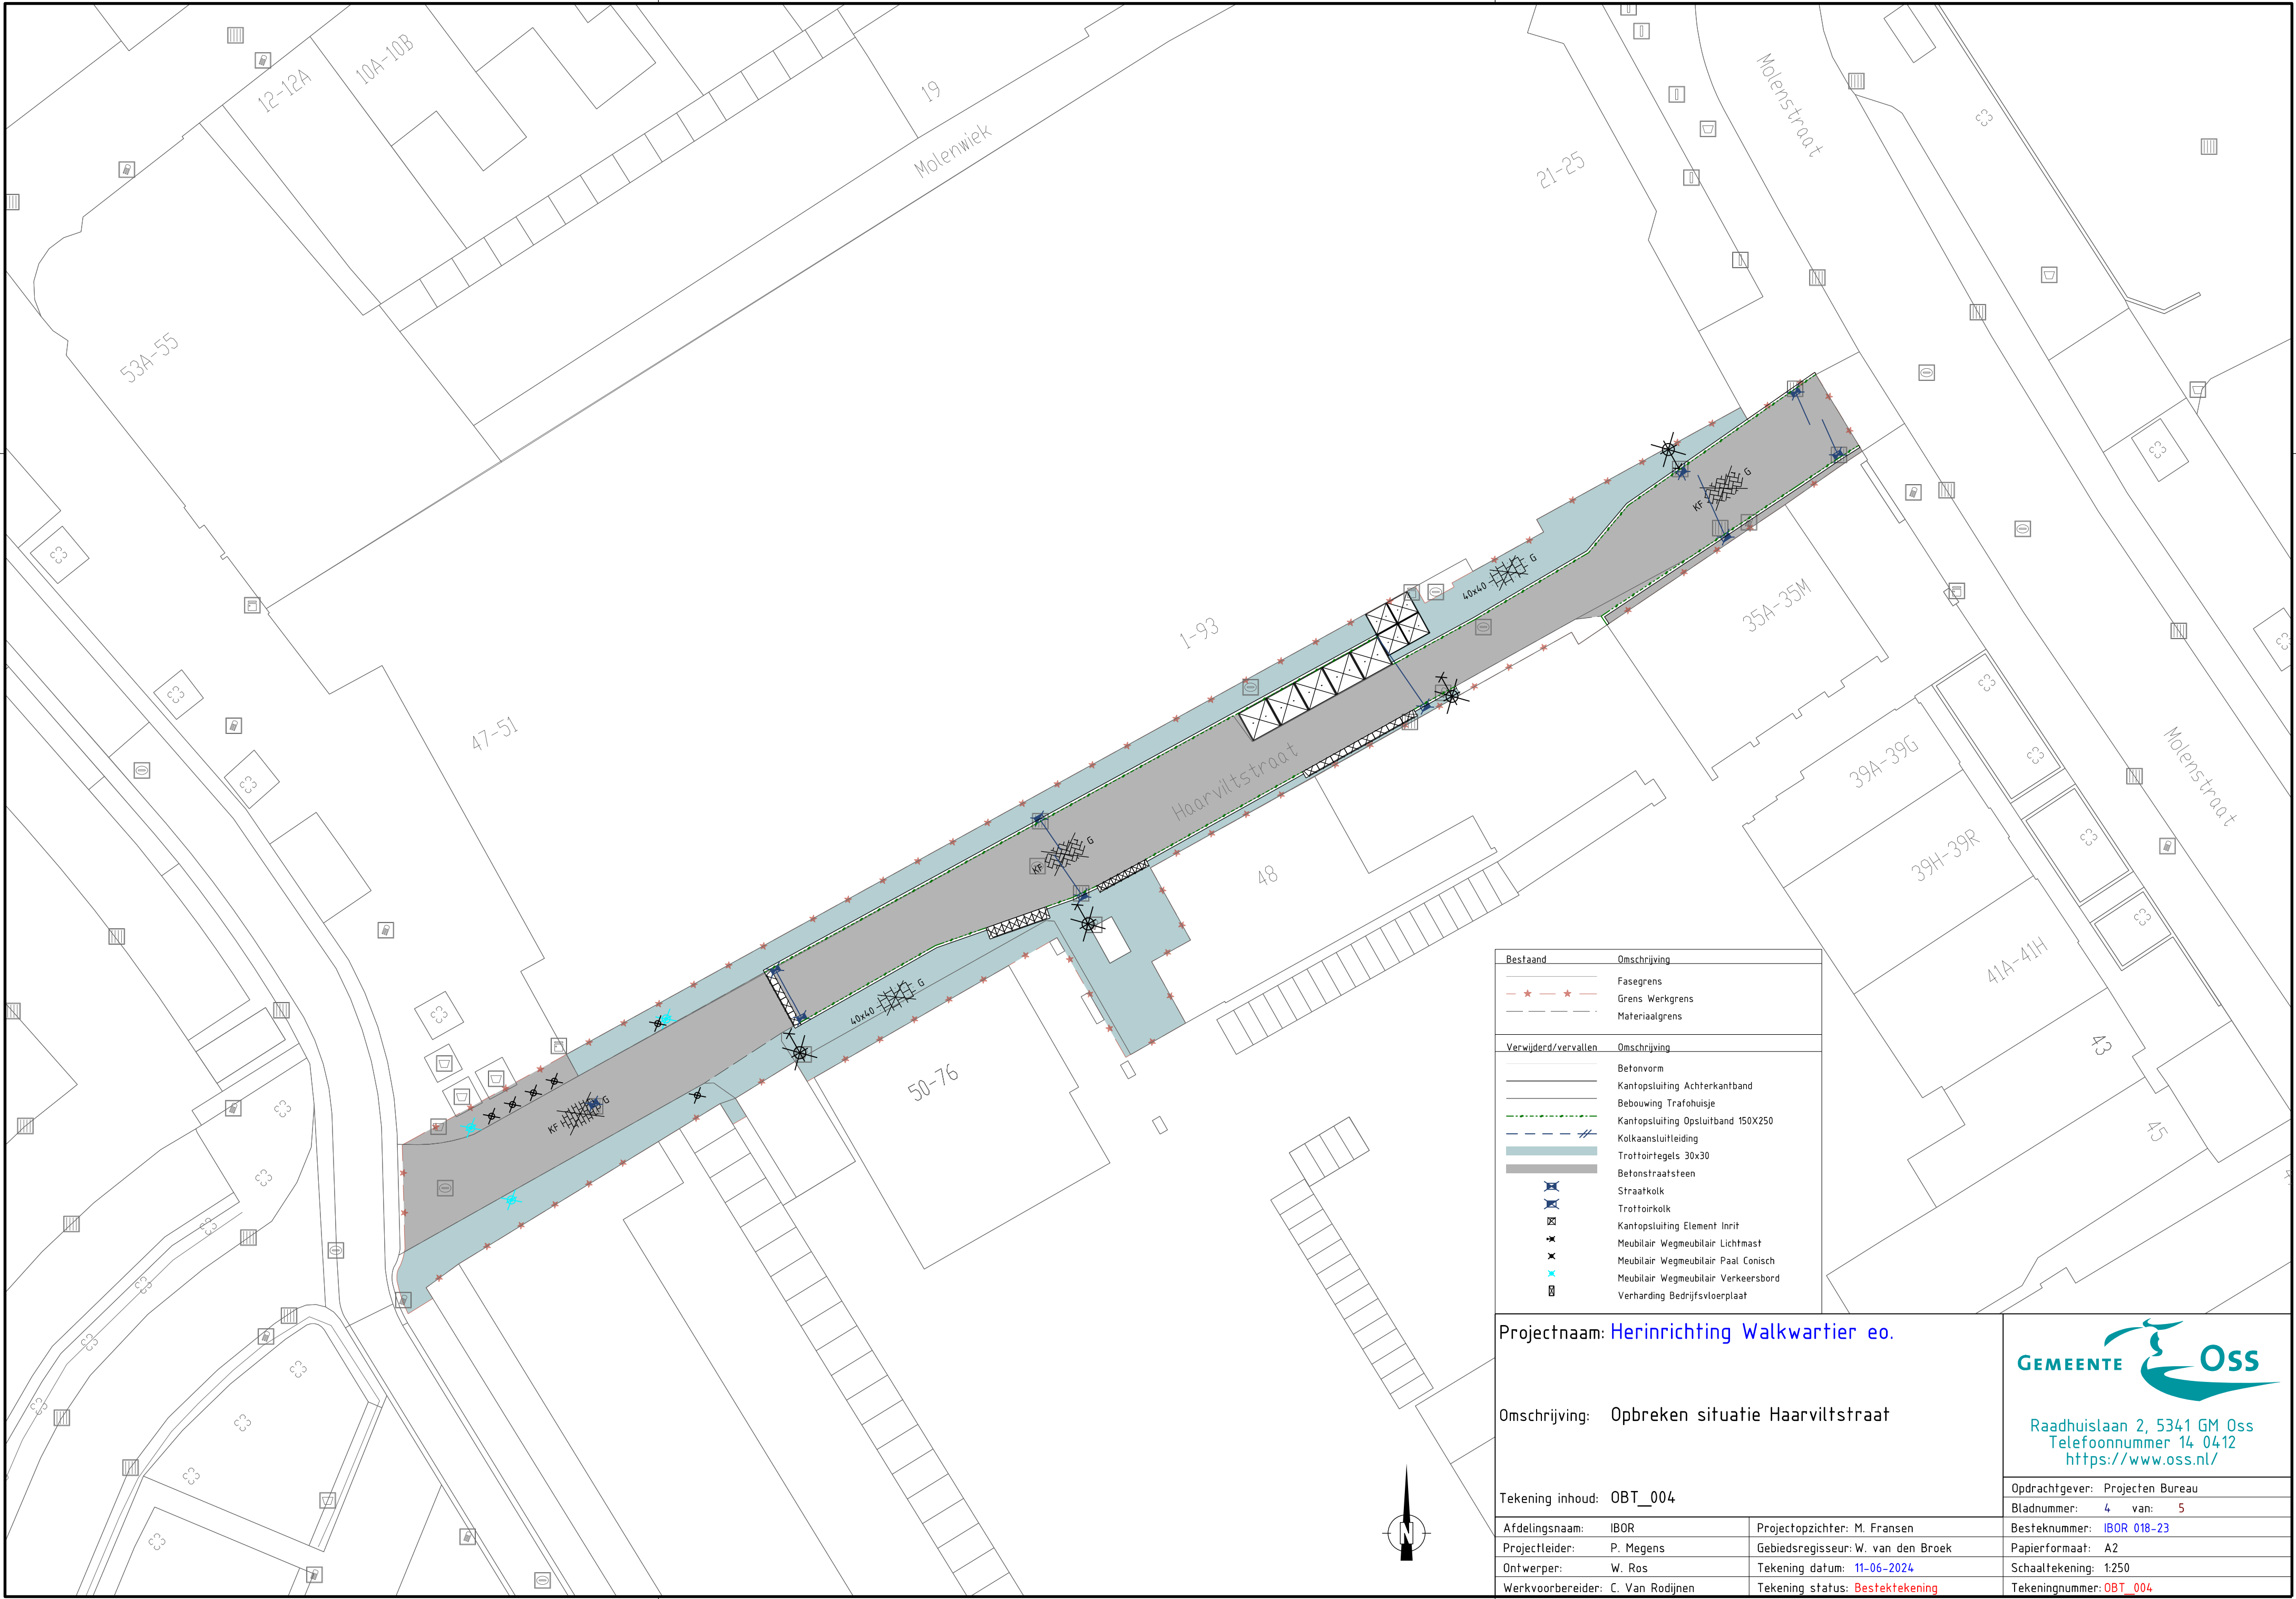 12-12A
10A-10B
19
Molenwiek
Molenstraat
21-25
53A-55
47-51
1-93
40x40 G
KF G
35A-35M
Haarviltstraat
KF G
39A-39G
Molenstraat
39H-39R
48
41A-41H
40x40 G
43
50-76
KF G
45
Bestaand Omschrijving
Fasegrens
Grens Werkgrens
Materiaalgrens
Verwijderd/vervallen Omschrijving
Betonvorm
Kantopsluiting Achterkantband
Bebouwing Trafohuisje
Kantopsluiting Opsluitband 150X250
Kolkaansluitleiding
Trottoirtegels 30x30
Betonstraatsteen
Straatkolk
Trottoirkolk
Kantopsluiting Element Inrit
Meubilair Wegmeubilair Lichtmast
Meubilair Wegmeubilair Paal Conisch
Meubilair Wegmeubilair Verkeersbord
Verharding Bedrijfsvloerplaat
Projectnaam: Herinrichting Walkwartier eo.
Omschrijving: Opbreken situatie Haarviltstraat
Tekening inhoud: OBT_004
N
GEMEENTE Oss
Raadhuislaan 2, 5341 GM Oss
Telefoonnummer 14 0412
https://www.oss.nl/
Opdrachtgever: Projecten Bureau
Bladnummer: 4 van: 5
Afdelingsnaam: IBOR Projectopzichter: M. Fransen Besteknummer: IBOR 018-23
Projectleider: P. Megens Gebiedsregisseur: W. van den Broek Papierformaat: A2
Ontwerper: W. Ros Tekening datum: 11-06-2024 Schaaltekening: 1:250
Werkvoorbereider: C. Van Rodijnen Tekening status: Bestektekening Tekeningnummer: OBT_004